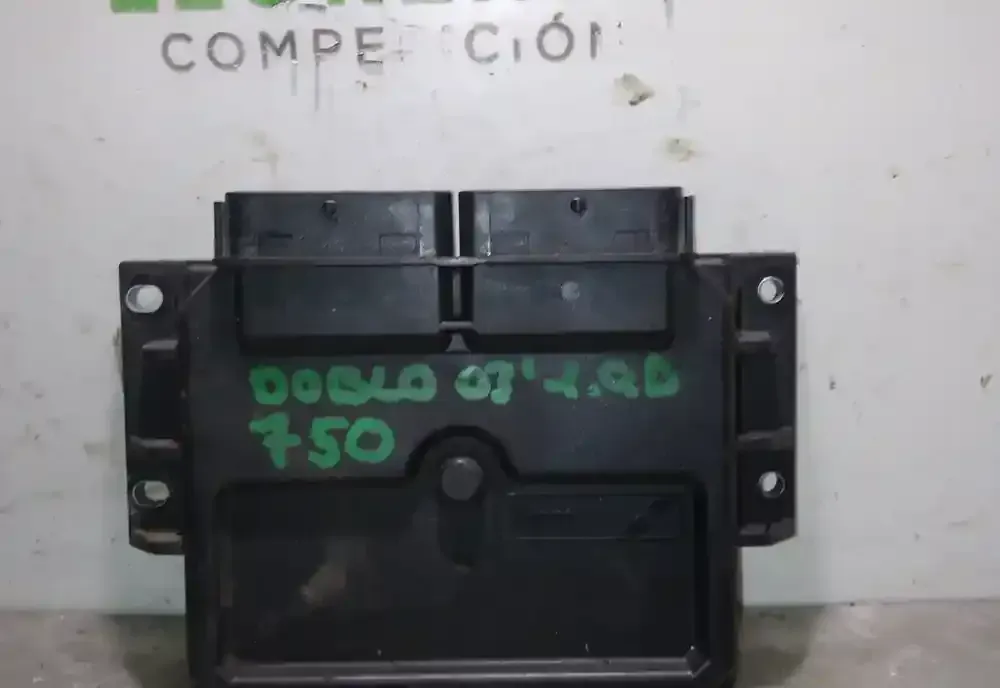 COMPETICIÓN
DOBLO 03' 1.9D
750